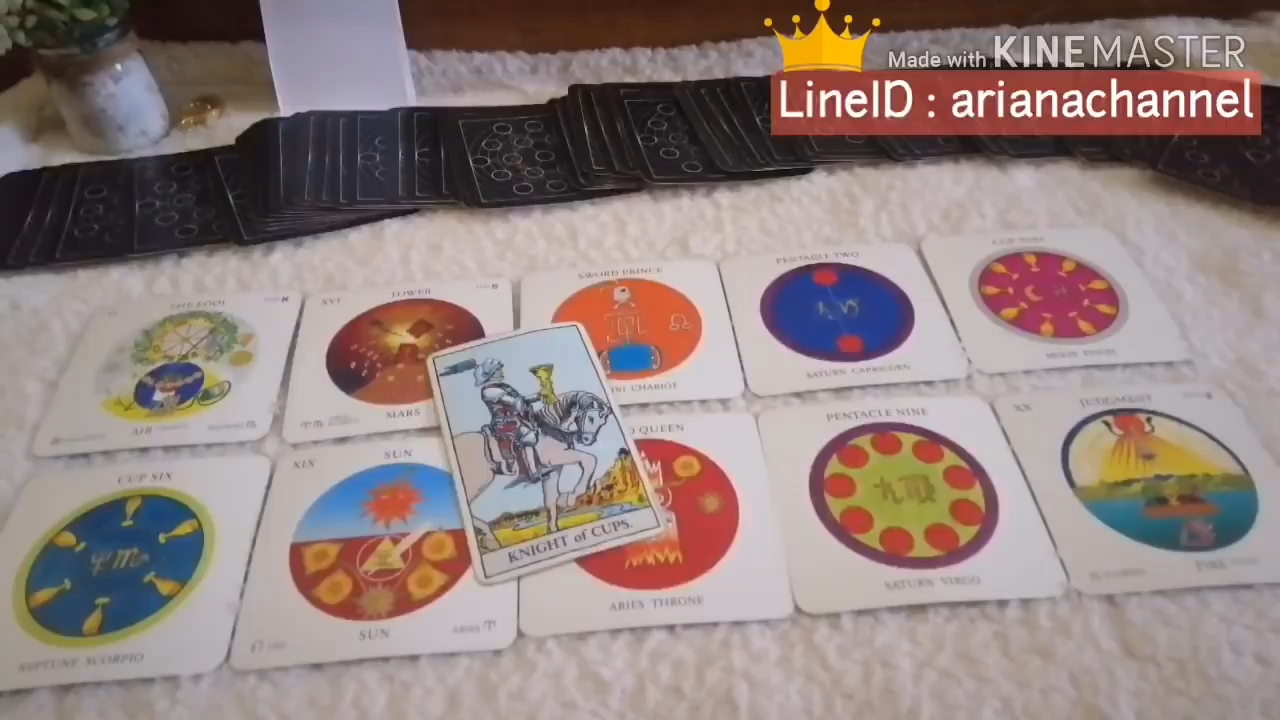 Made with KINEMASTER
LineID : arianachannel
SWORD PRINCE
PENTACLE TWO
THE FOOL
XVI
TOWER
SATURN CAPRICORN
AIR
MARS
CHARIOT
KNIGHT of CUPS.
CUP SIX
XIX
SUN
QUEEN
PENTACLE NINE
XX
JUDGMENT
NEPTUNE SCORPIO
SUN
ARIES
ARIES THRONE
SATURN VIRGO
FIRE